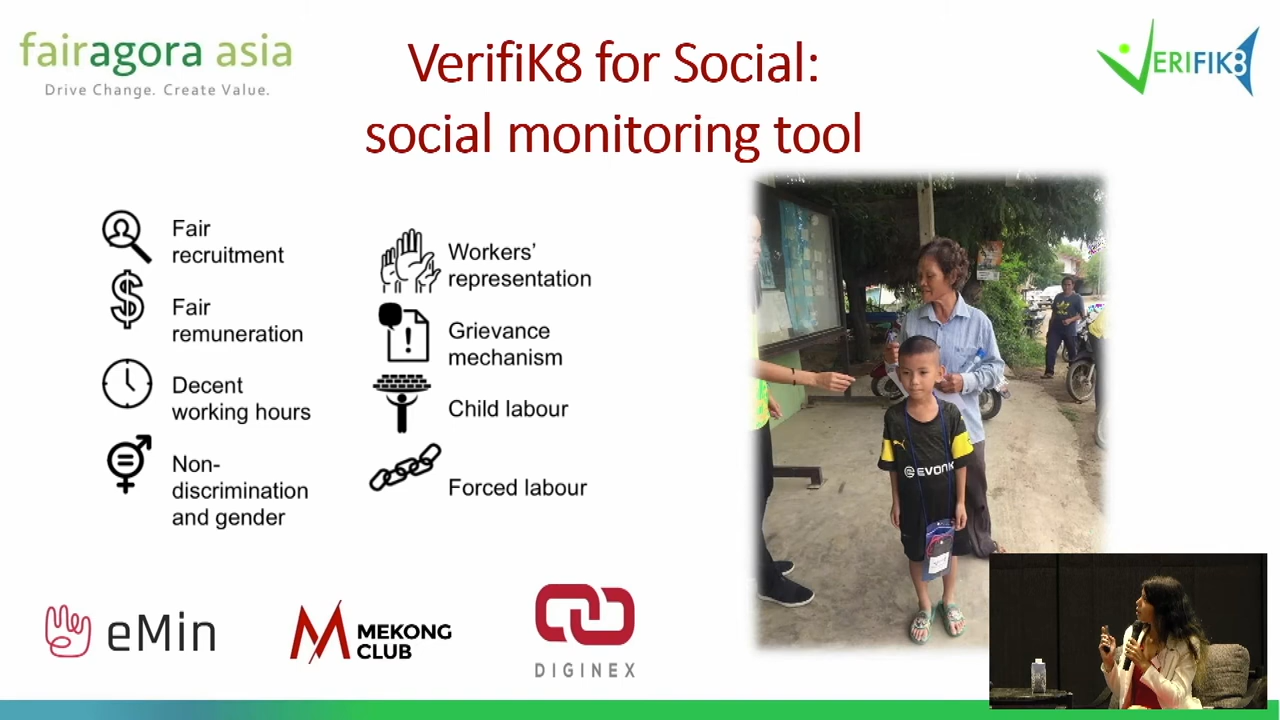 fairagora asia
Drive Change. Create Value.
VerifiK8 for Social:
social monitoring tool
VERIFIK8
Fair
recruitment
Fair
remuneration
Decent
working hours
Non-
discrimination
and gender
Workers'
representation
Grievance
mechanism
Child labour
Forced labour
EVONIK
eMin
MEKONG
CLUB
DIGINEX